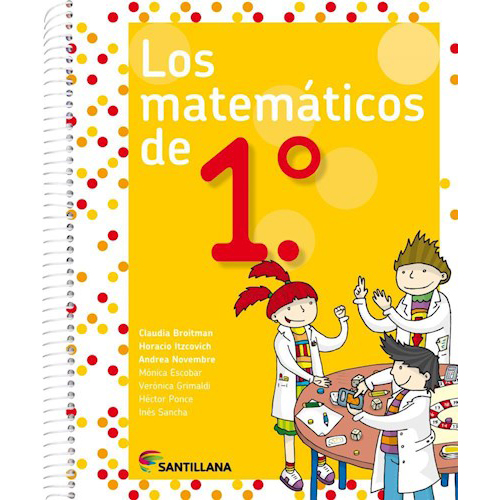 Los
matemáticos
de
1.º
Claudia Broitman
Horacio Itzcovich
Andrea Novembre
Mónica Escobar
Verónica Grimaldi
Héctor Ponce
Inés Sancha
SANTILLANA